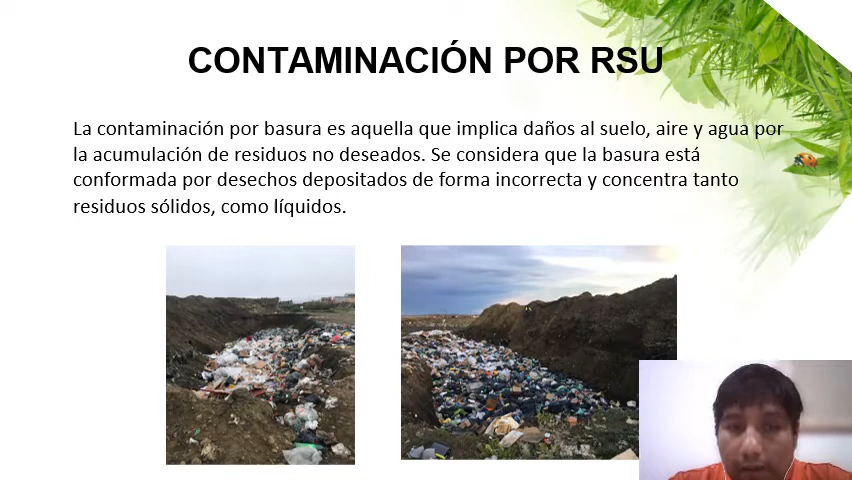 CONTAMINACIÓN POR RSU
La contaminación por basura es aquella que implica daños al suelo, aire y agua por
la acumulación de residuos no deseados. Se considera que la basura está
conformada por desechos depositados de forma incorrecta y concentra tanto
residuos sólidos, como líquidos.